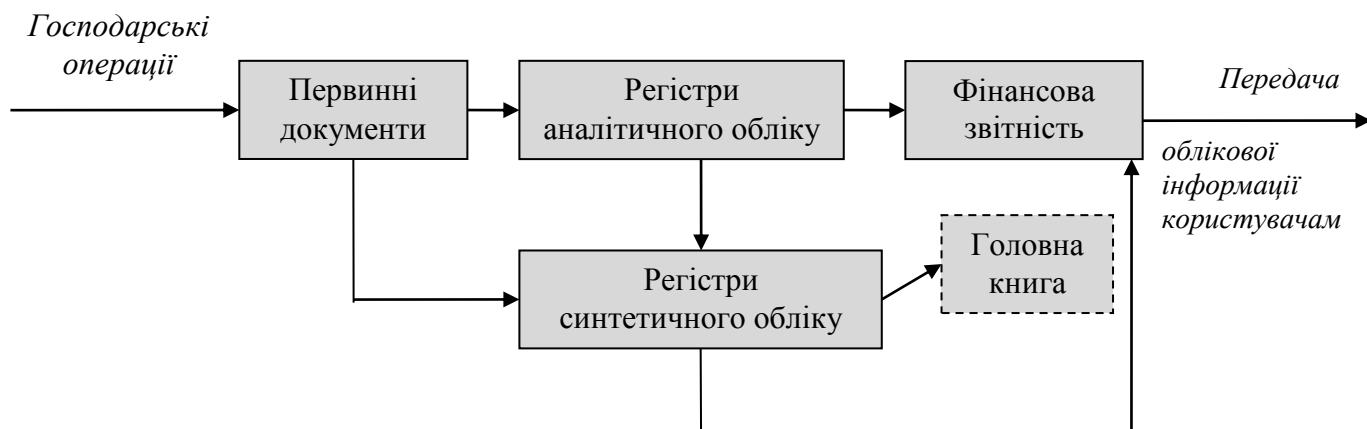 Господарські
операції
Первинні
документи
Регістри
аналітичного обліку
Фінансова
звітність
Передача
облікової
інформації
користувачам
Регістри
синтетичного обліку
Головна
книга